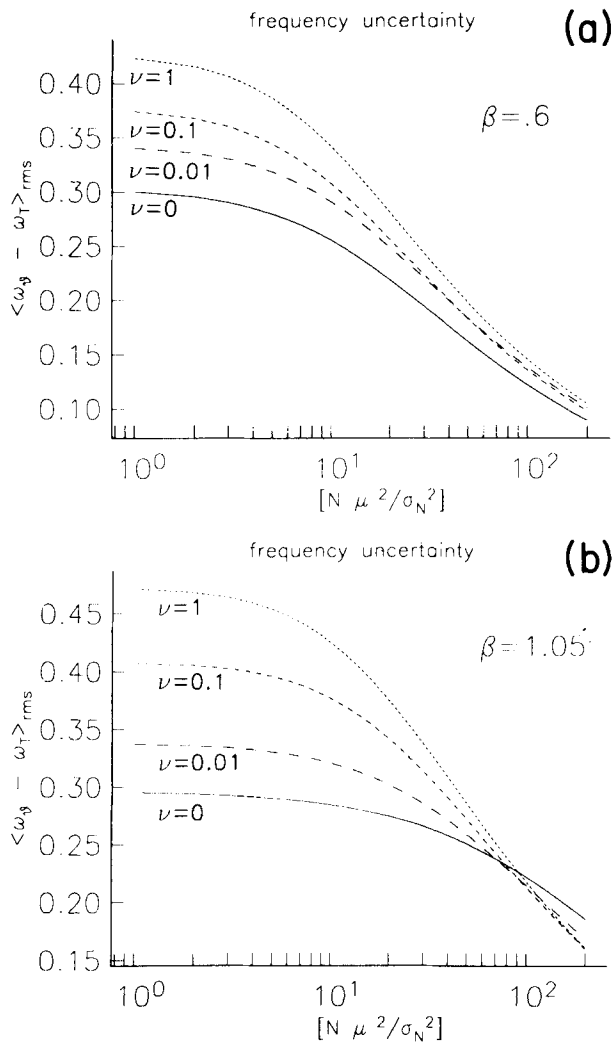 frequency uncertainty
(a)
β=.6
ν=1
ν=0.1
ν=0.01
ν=0
0.40
0.35
0.30
0.25
0.20
0.15
0.10
<ω_ϑ - ω_T>_rms
10^0
10^1
10^2
[N μ^2/σ_N^2]
frequency uncertainty
(b)
β=1.05
ν=1
ν=0.1
ν=0.01
ν=0
0.45
0.40
0.35
0.30
0.25
0.20
0.15
<ω_ϑ - ω_T>_rms
10^0
10^1
10^2
[N μ^2/σ_N^2]